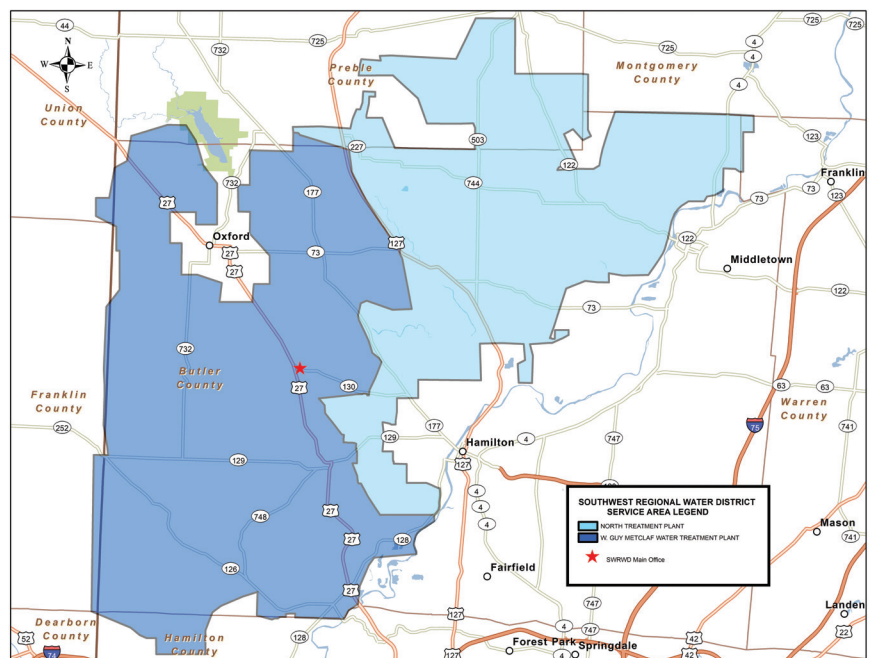 44
732
725
725
4
725
725
N
W E
S
Preble
County
Montgomery
County
4
4
Union
County
123
227
503
122
Franklin
732
177
744
73
73
123
27
Oxford
27
73
127
122
27
Middletown
73
122
732
Butler
County
27
130
Franklin
County
63
63
Warren
County
252
177
129
75
741
4
747
Hamilton
129
127
4
27
748
27
128
4
4
SOUTHWEST REGIONAL WATER DISTRICT
SERVICE AREA LEGEND
NORTH TREATMENT PLANT
W. GUY METCLAF WATER TREATMENT PLANT
SWRWD Main Office
Mason
741
126
27
Fairfield
747
Landen
Dearborn
County
52
74
Hamilton
County
128
127
4
42
22
Forest Park
Springdale
127
4
42